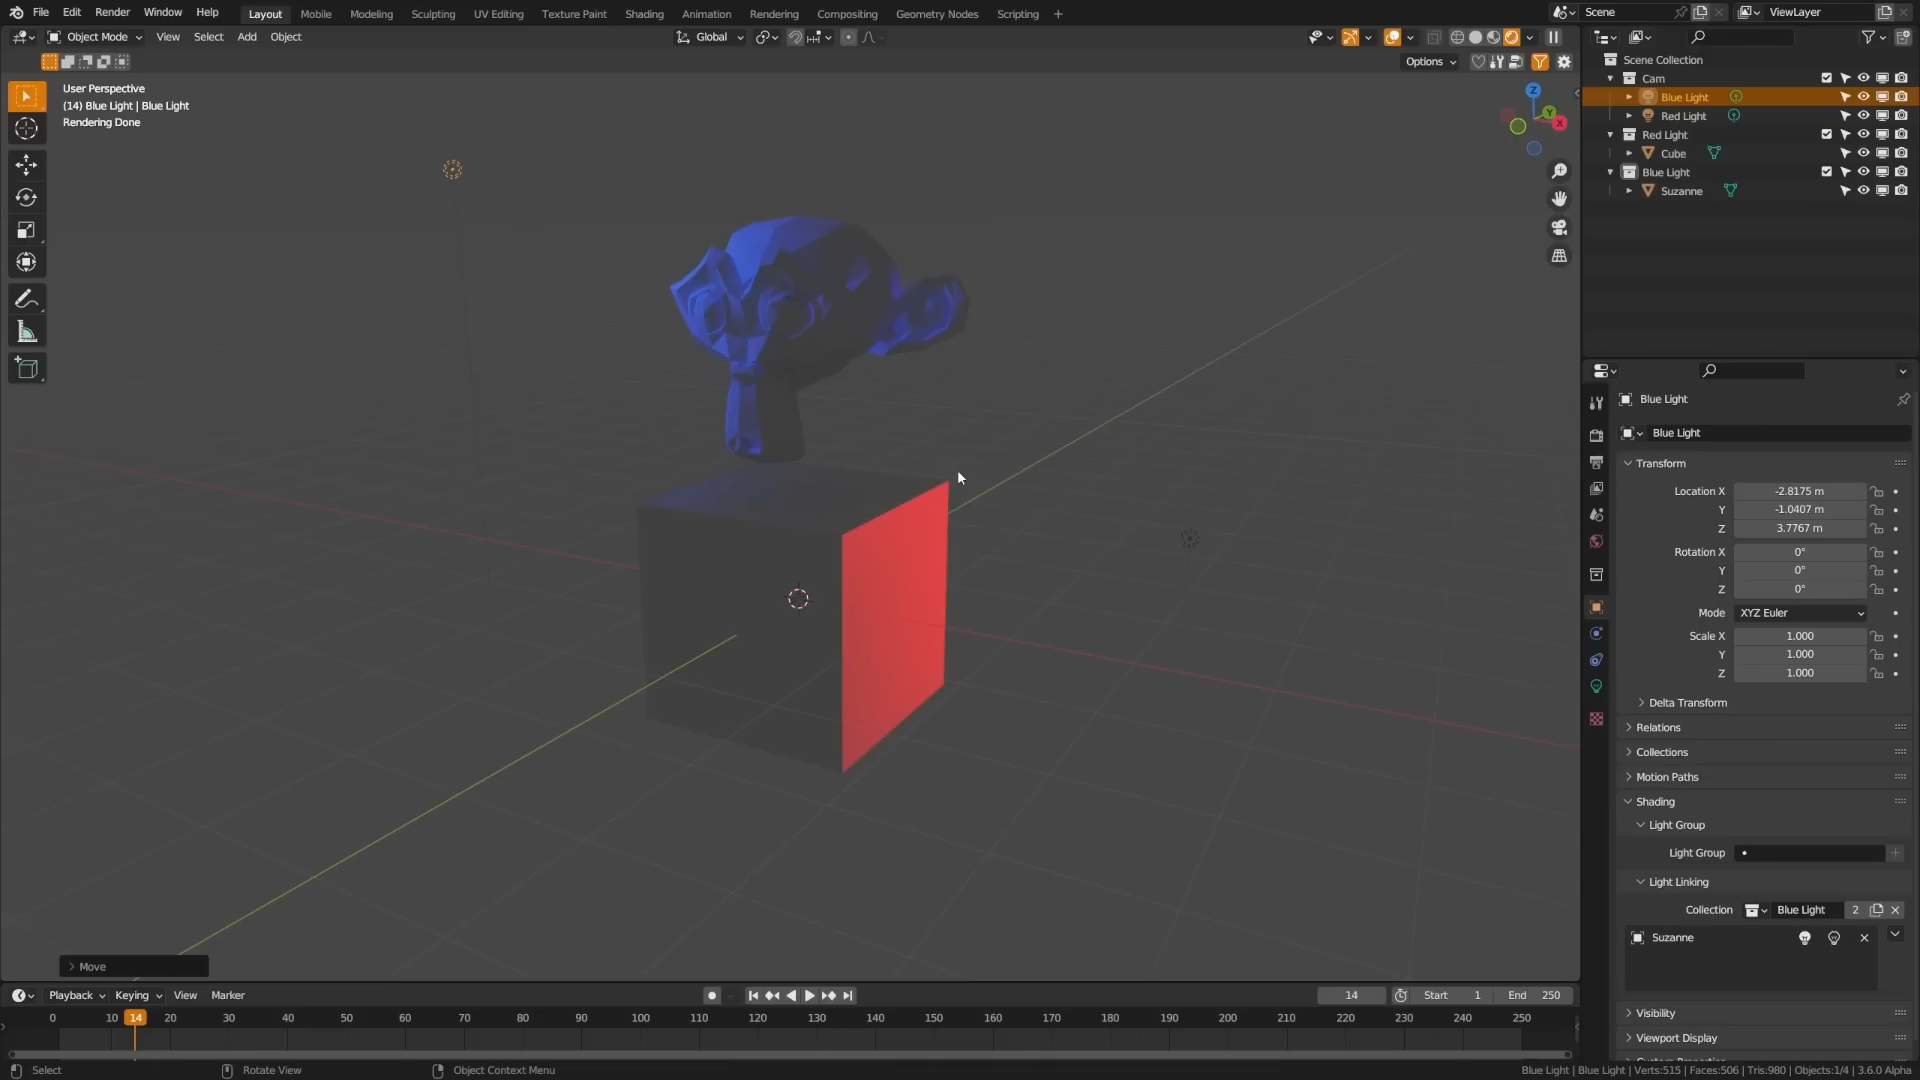 File Edit Render Window Help Layout Mobile Modeling Sculpting UV Editing Texture Paint Shading Animation Rendering Compositing Geometry Nodes Scripting + Scene ViewLayer
Object Mode View Select Add Object Global
Options
User Perspective
(14) Blue Light | Blue Light
Rendering Done
Z
Y
X
Scene Collection
Cam
Blue Light
Red Light
Red Light
Cube
Blue Light
Suzanne
Blue Light
Blue Light
Transform
Location X -2.8175 m
Y -1.0407 m
Z 3.7767 m
Rotation X 0°
Y 0°
Z 0°
Mode XYZ Euler
Scale X 1.000
Y 1.000
Z 1.000
Delta Transform
Relations
Collections
Motion Paths
Shading
Light Group
Light Group
Light Linking
Collection Blue Light 2
Suzanne
Visibility
Viewport Display
Move
Playback Keying View Marker 14 Start 1 End 250
0 10 14 20 30 40 50 60 70 80 90 100 110 120 130 140 150 160 170 180 190 200 210 220 230 240 250
Select Rotate View Object Context Menu Blue Light | Blue Light | Verts:515 | Faces:506 | Tris:980 | Objects:1/4 | 3.6.0 Alpha